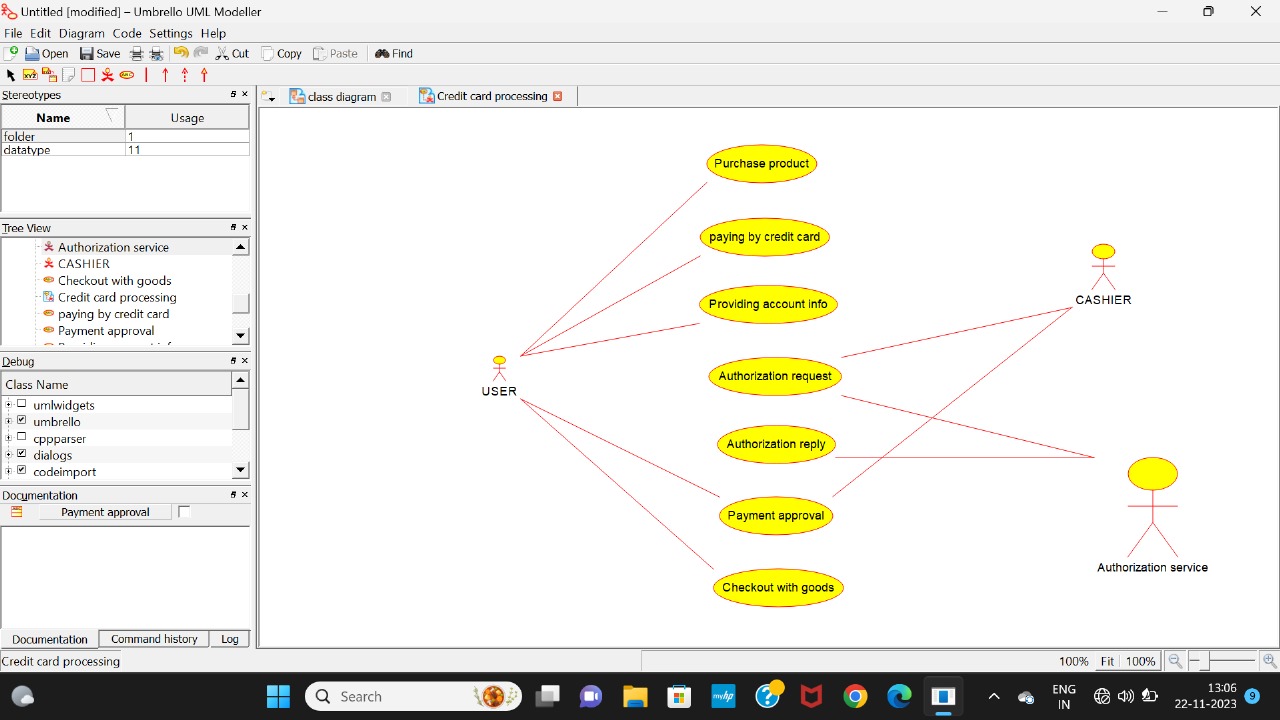 Untitled [modified] – Umbrello UML Modeller
File Edit Diagram Code Settings Help
Open Save Cut Copy Paste Find
XYZ
Stereotypes
Name Usage
folder 1
datatype 11
Tree View
Authorization service
CASHIER
Checkout with goods
Credit card processing
paying by credit card
Payment approval
Debug
Class Name
umlwidgets
umbrello
cppparser
dialogs
codeimport
Documentation
Payment approval
Documentation Command history Log
class diagram Credit card processing
Purchase product
paying by credit card
Providing account info
Authorization request
Authorization reply
Payment approval
Checkout with goods
USER
CASHIER
Authorization service
Credit card processing
100% Fit 100%
Search
myhp
ENG
IN
13:06
22-11-2023
9